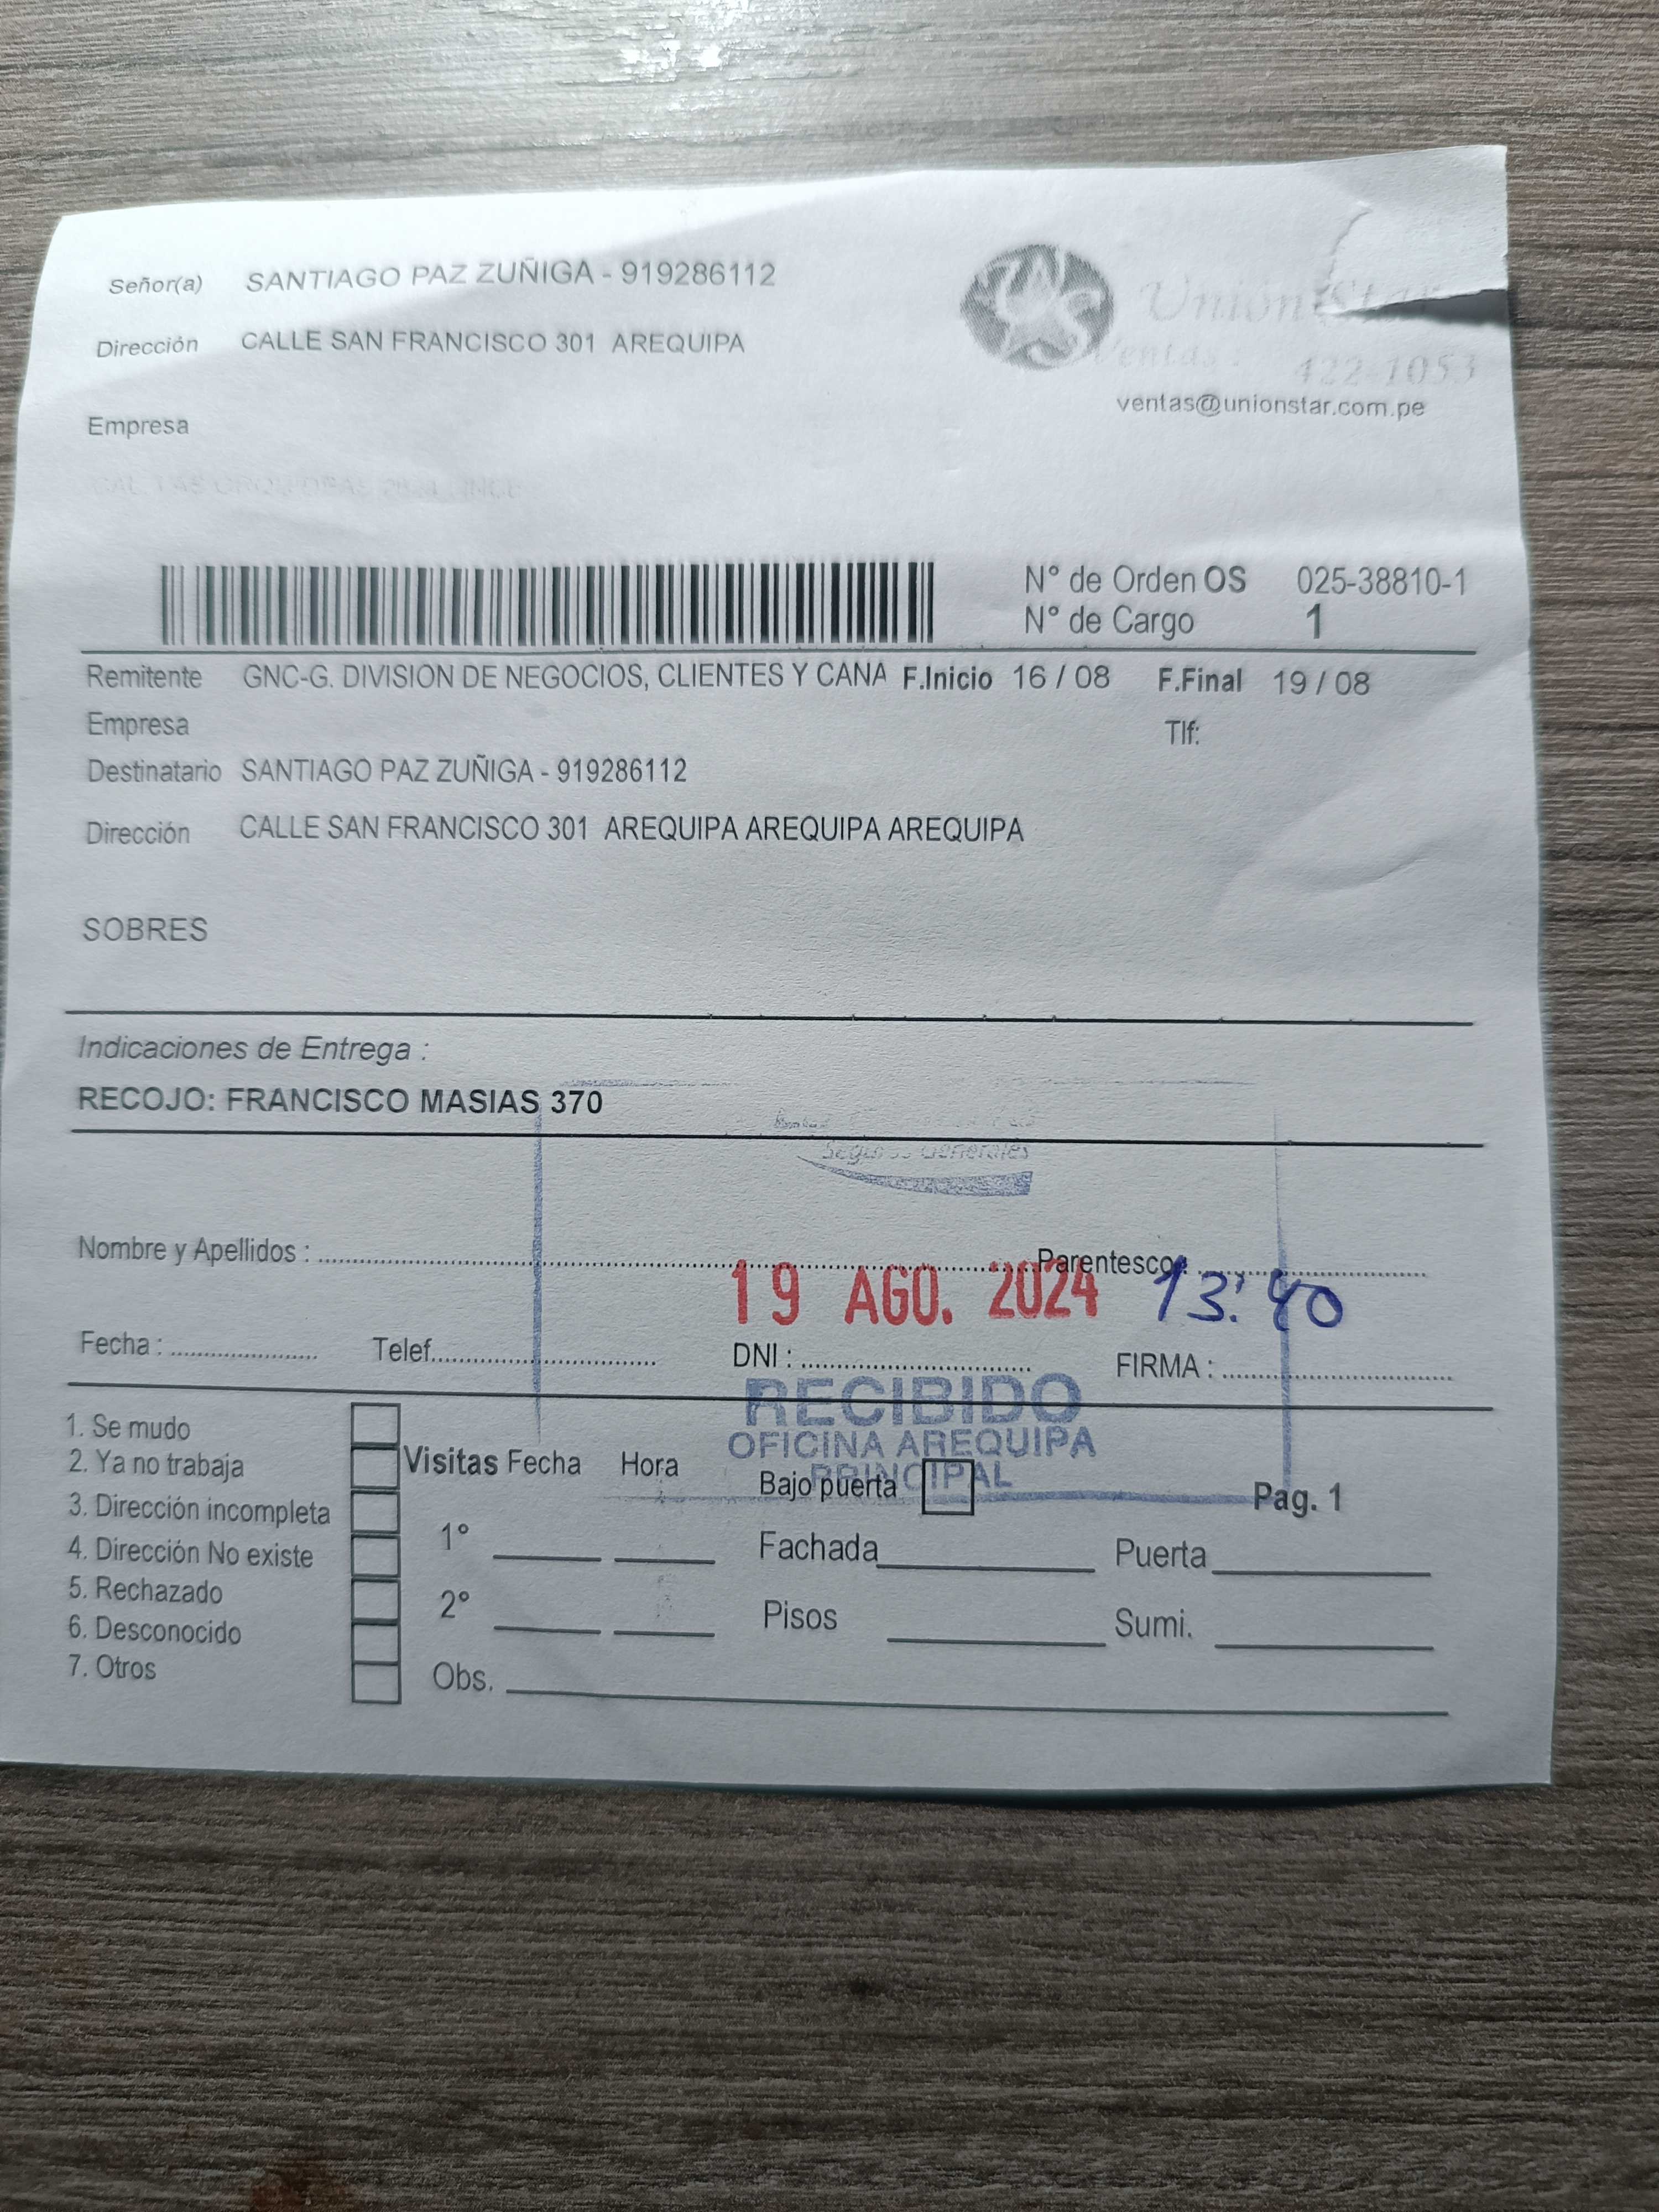 Señor(a) SANTIAGO PAZ ZUÑIGA - 919286112
Unión Star
Dirección CALLE SAN FRANCISCO 301 AREQUIPA
Ventas : 422-1053
ventas@unionstar.com.pe
Empresa
N° de Orden OS 025-38810-1
N° de Cargo 1
Remitente GNC-G. DIVISION DE NEGOCIOS, CLIENTES Y CANA F.Inicio 16 / 08 F.Final 19 / 08
Empresa Tlf:
Destinatario SANTIAGO PAZ ZUÑIGA - 919286112
Dirección CALLE SAN FRANCISCO 301 AREQUIPA AREQUIPA AREQUIPA
SOBRES
Indicaciones de Entrega :
RECOJO: FRANCISCO MASIAS 370
Seguros Generales
Nombre y Apellidos : Parentesco :
19 AGO. 2024 13:40
Fecha : Telef. DNI : FIRMA :
RECIBIDO
OFICINA AREQUIPA
PRINCIPAL
1. Se mudo
2. Ya no trabaja
3. Dirección incompleta
4. Dirección No existe
5. Rechazado
6. Desconocido
7. Otros
Visitas Fecha Hora
Bajo puerta
Pag. 1
1° Fachada Puerta
2° Pisos Sumi.
Obs.